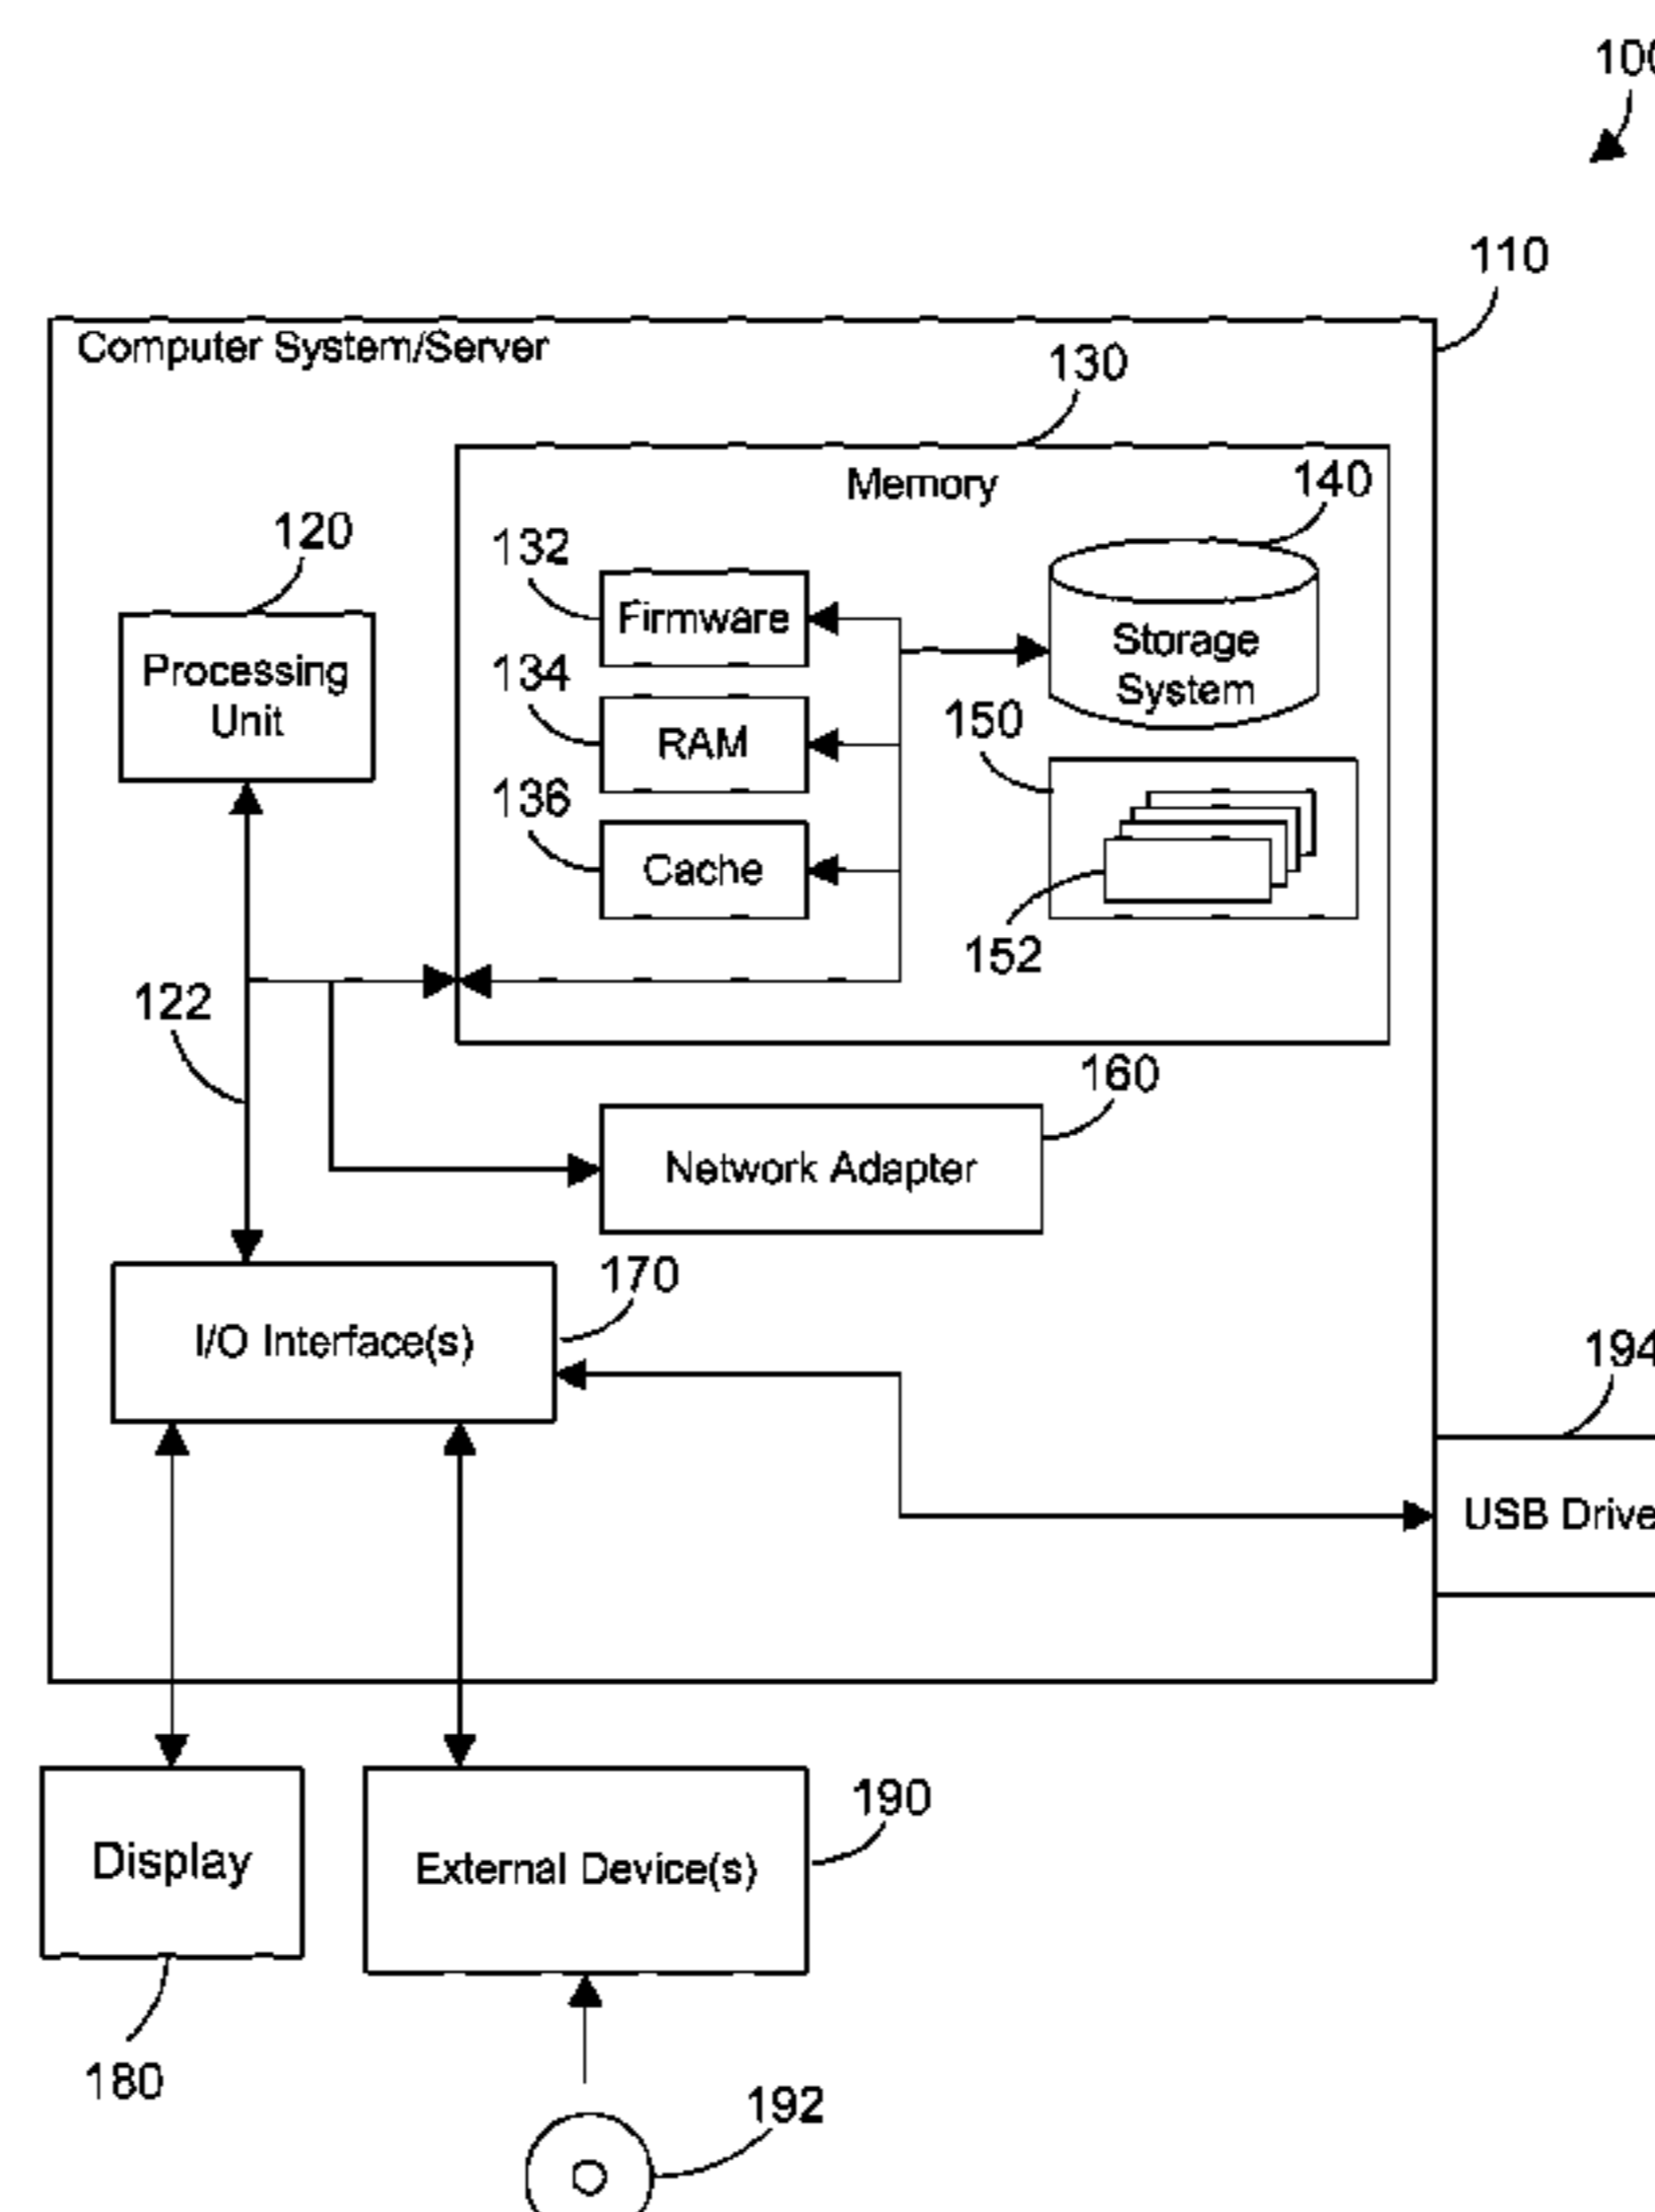 100
110
Computer System/Server
130
Memory
140
120
132
Firmware
Storage
System
Processing
Unit
134
RAM
150
136
Cache
152
122
160
Network Adapter
170
I/O Interface(s)
194
USB Drive
190
Display
External Device(s)
180
192